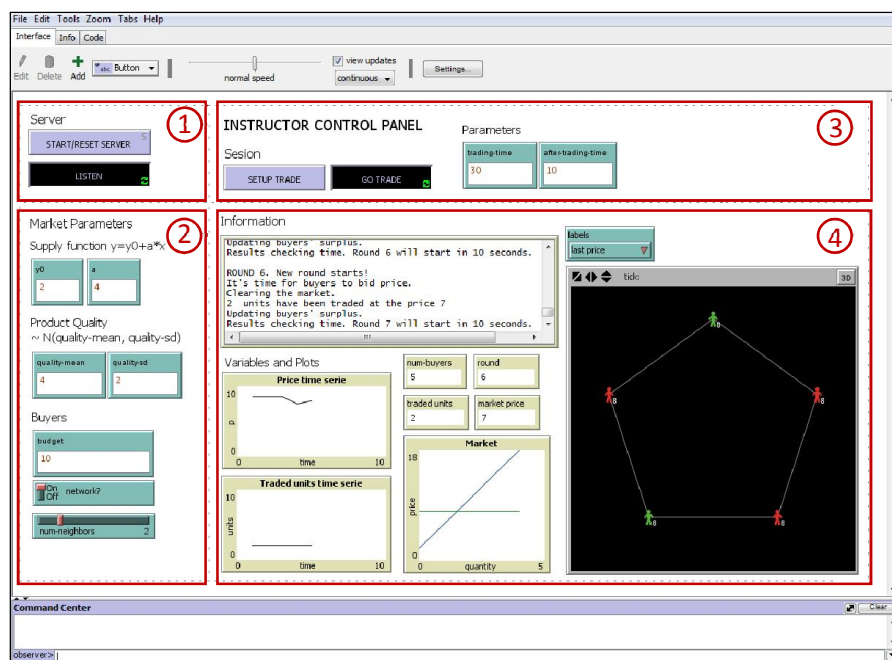 File Edit Tools Zoom Tabs Help
Interface Info Code
Edit Delete Add abc Button normal speed view updates continuous Settings...
Server
START/RESET SERVER S
LISTEN
1
INSTRUCTOR CONTROL PANEL
Sesion
SETUP TRADE GO TRADE
Parameters
trading-time after-trading-time
30 10
3
Market Parameters
2
Supply function y=y0+a*x
y0 a
2 4
Product Quality
~ N(quality-mean, quality-sd)
quality-mean quality-sd
4 2
Buyers
budget
10
On
Off network?
num-neighbors 2
Information
4
Updating buyers' surplus.
Results checking time. Round 6 will start in 10 seconds.
ROUND 6. New round starts!
It's time for buyers to bid price.
Clearing the market.
2 units have been traded at the price 7
Updating buyers' surplus.
Results checking time. Round 7 will start in 10 seconds.
labels
last price
tick: 3D
8
8 8
8 8
Variables and Plots
num-buyers round
5 6
traded units market price
2 7
Price time serie
10
p
0
0 time 10
Traded units time serie
10
units
0
0 time 10
Market
18
price
0
0 quantity 5
Command Center Clear
observer>